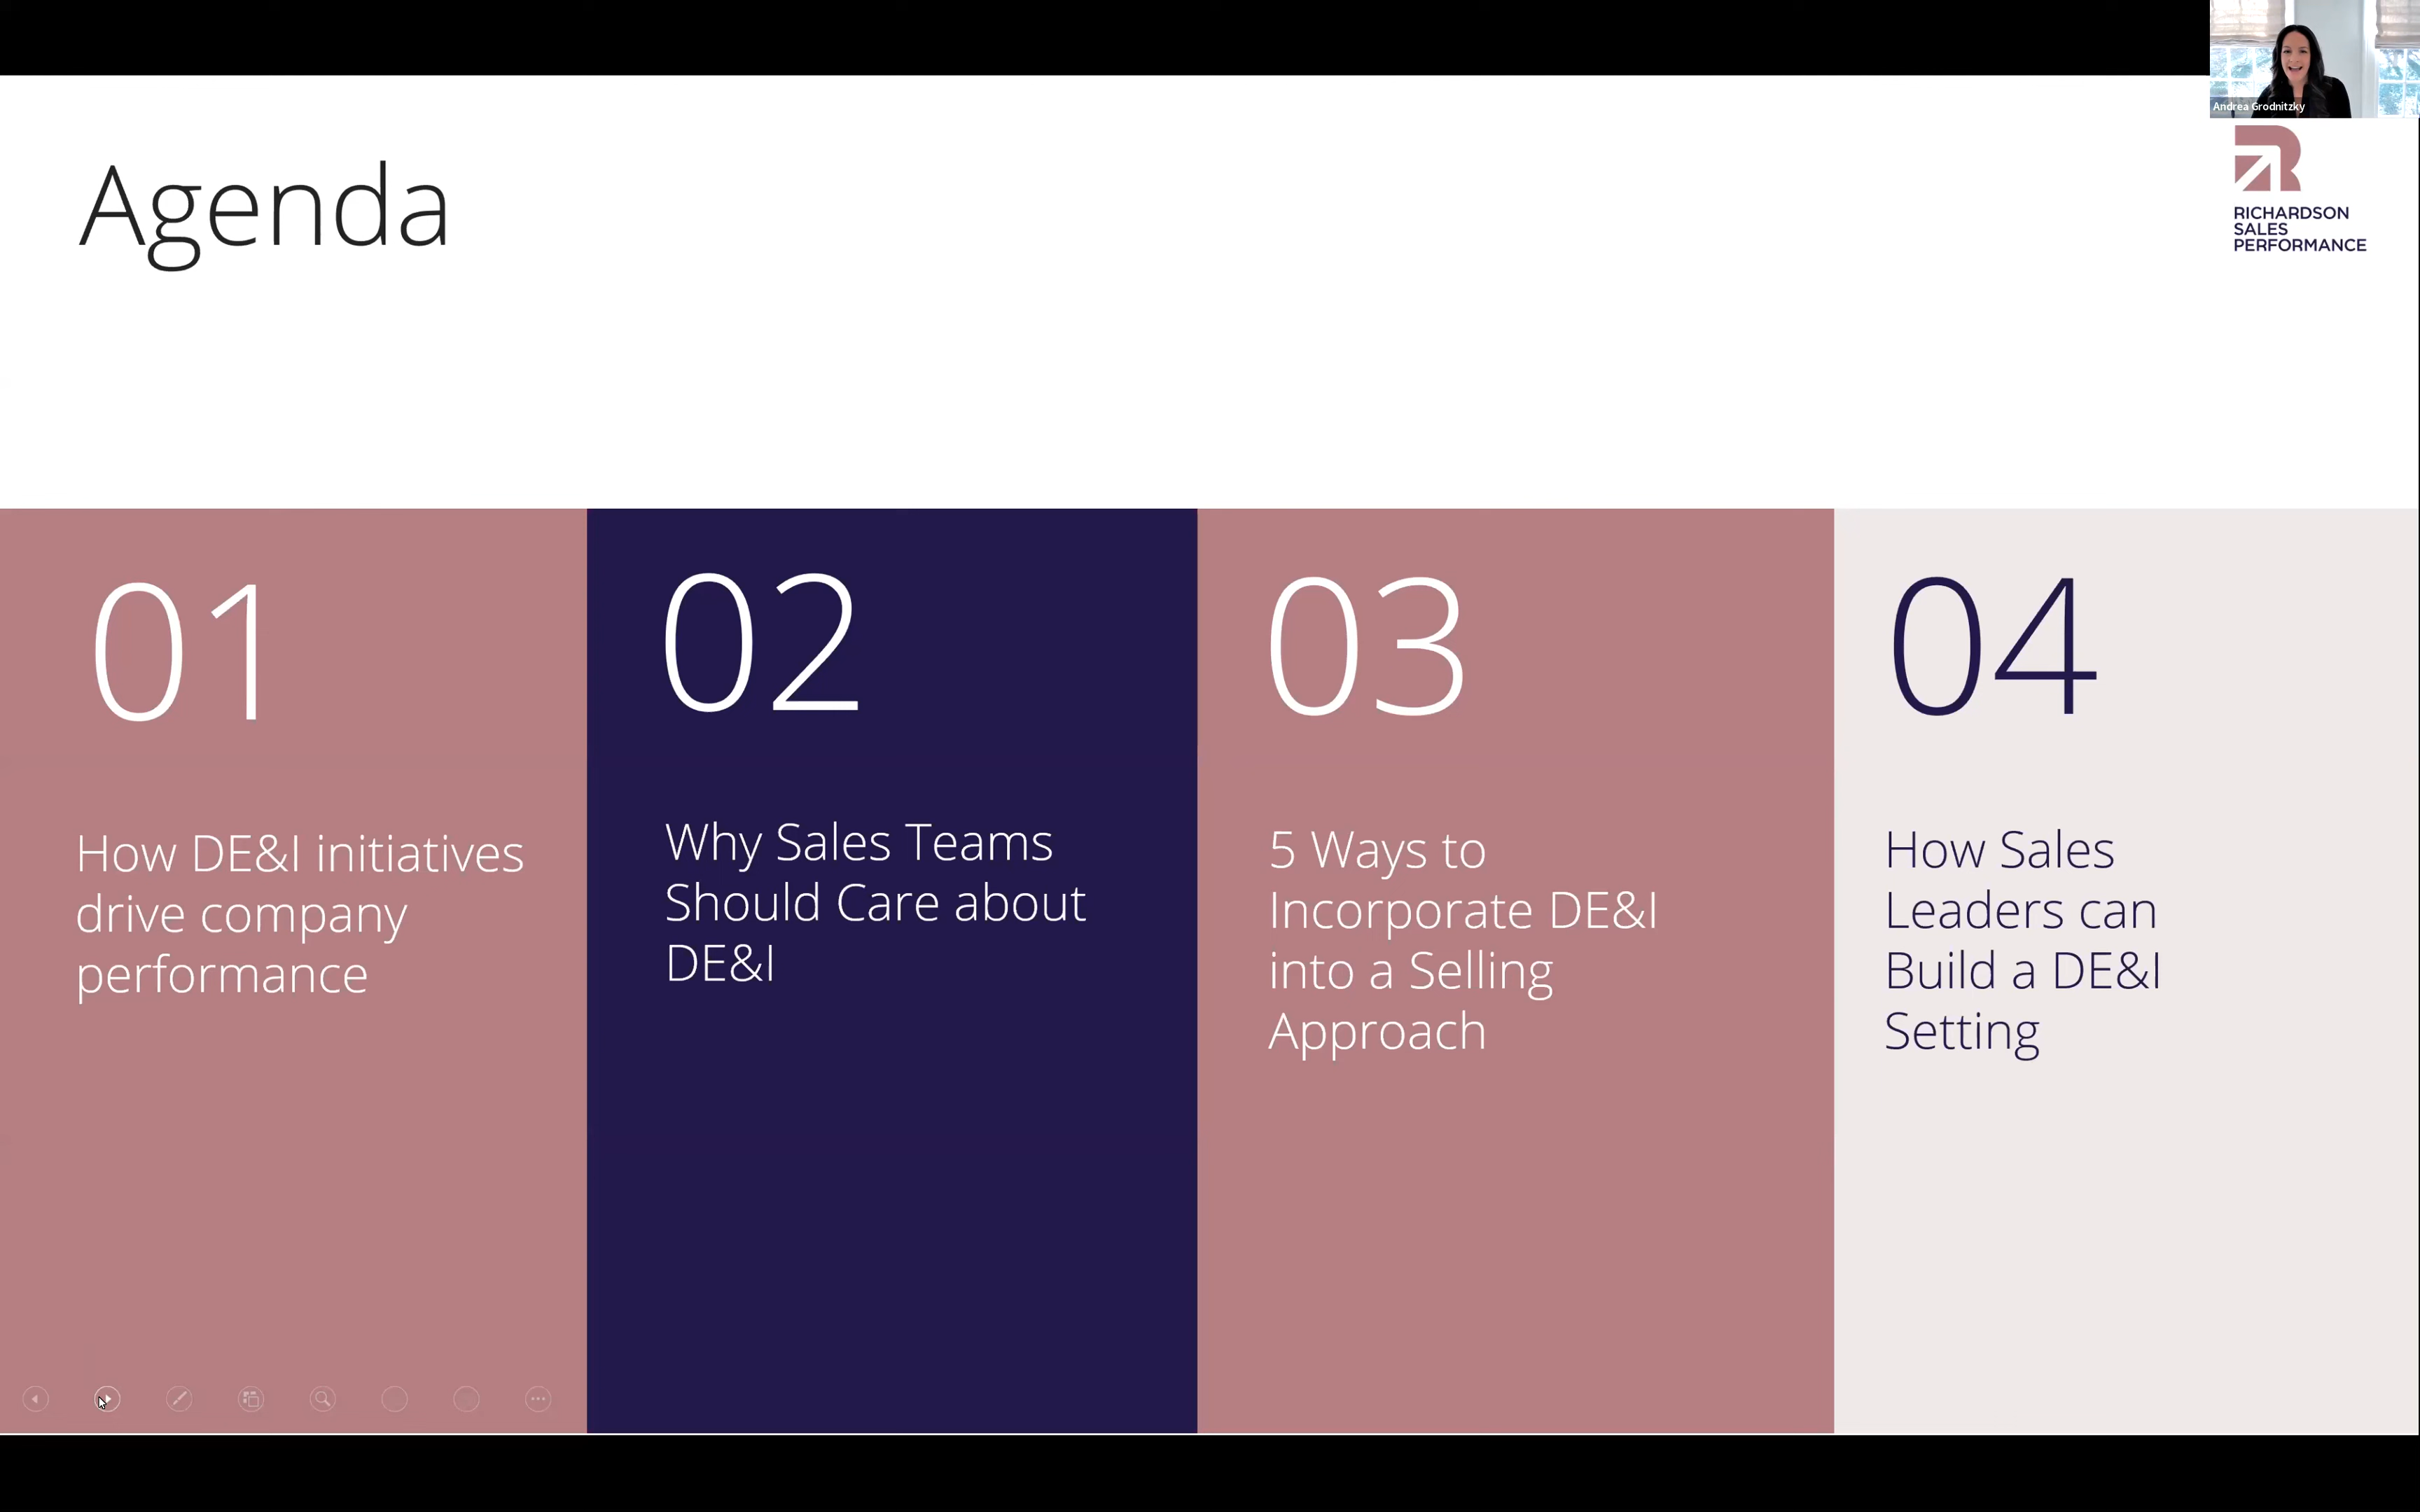 Andrea Grodnitzky
Agenda
RICHARDSON
SALES
PERFORMANCE
01
How DE&I initiatives
drive company
performance
02
Why Sales Teams
Should Care about
DE&I
03
5 Ways to
Incorporate DE&I
into a Selling
Approach
04
How Sales
Leaders can
Build a DE&I
Setting